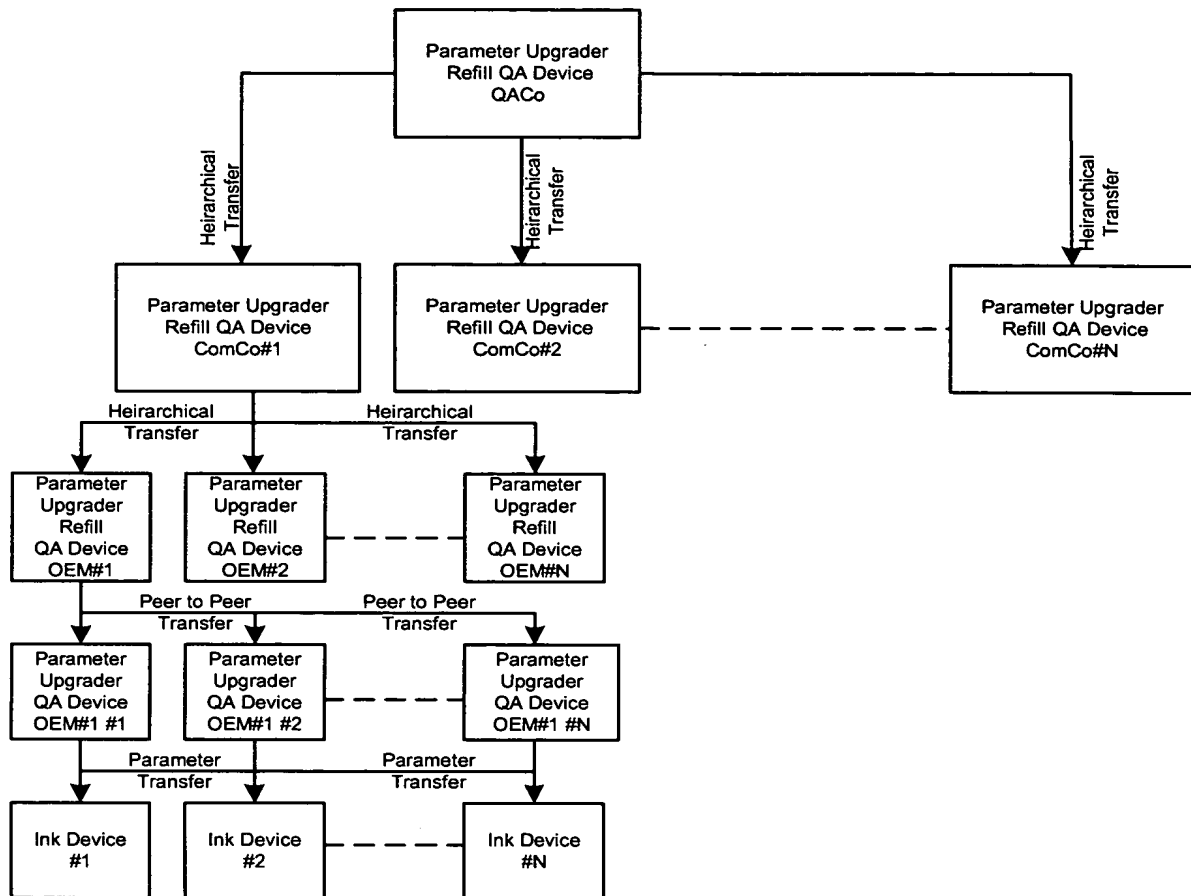 Parameter Upgrader
Refill QA Device
QACo
Heirarchical
Transfer
Heirarchical
Transfer
Heirarchical
Transfer
Parameter Upgrader
Refill QA Device
ComCo#1
Parameter Upgrader
Refill QA Device
ComCo#2
Parameter Upgrader
Refill QA Device
ComCo#N
Heirarchical
Transfer
Heirarchical
Transfer
Parameter
Upgrader
Refill
QA Device
OEM#1
Parameter
Upgrader
Refill
QA Device
OEM#2
Parameter
Upgrader
Refill
QA Device
OEM#N
Peer to Peer
Transfer
Peer to Peer
Transfer
Parameter
Upgrader
QA Device
OEM#1 #1
Parameter
Upgrader
QA Device
OEM#1 #2
Parameter
Upgrader
QA Device
OEM#1 #N
Parameter
Transfer
Parameter
Transfer
Ink Device
#1
Ink Device
#2
Ink Device
#N